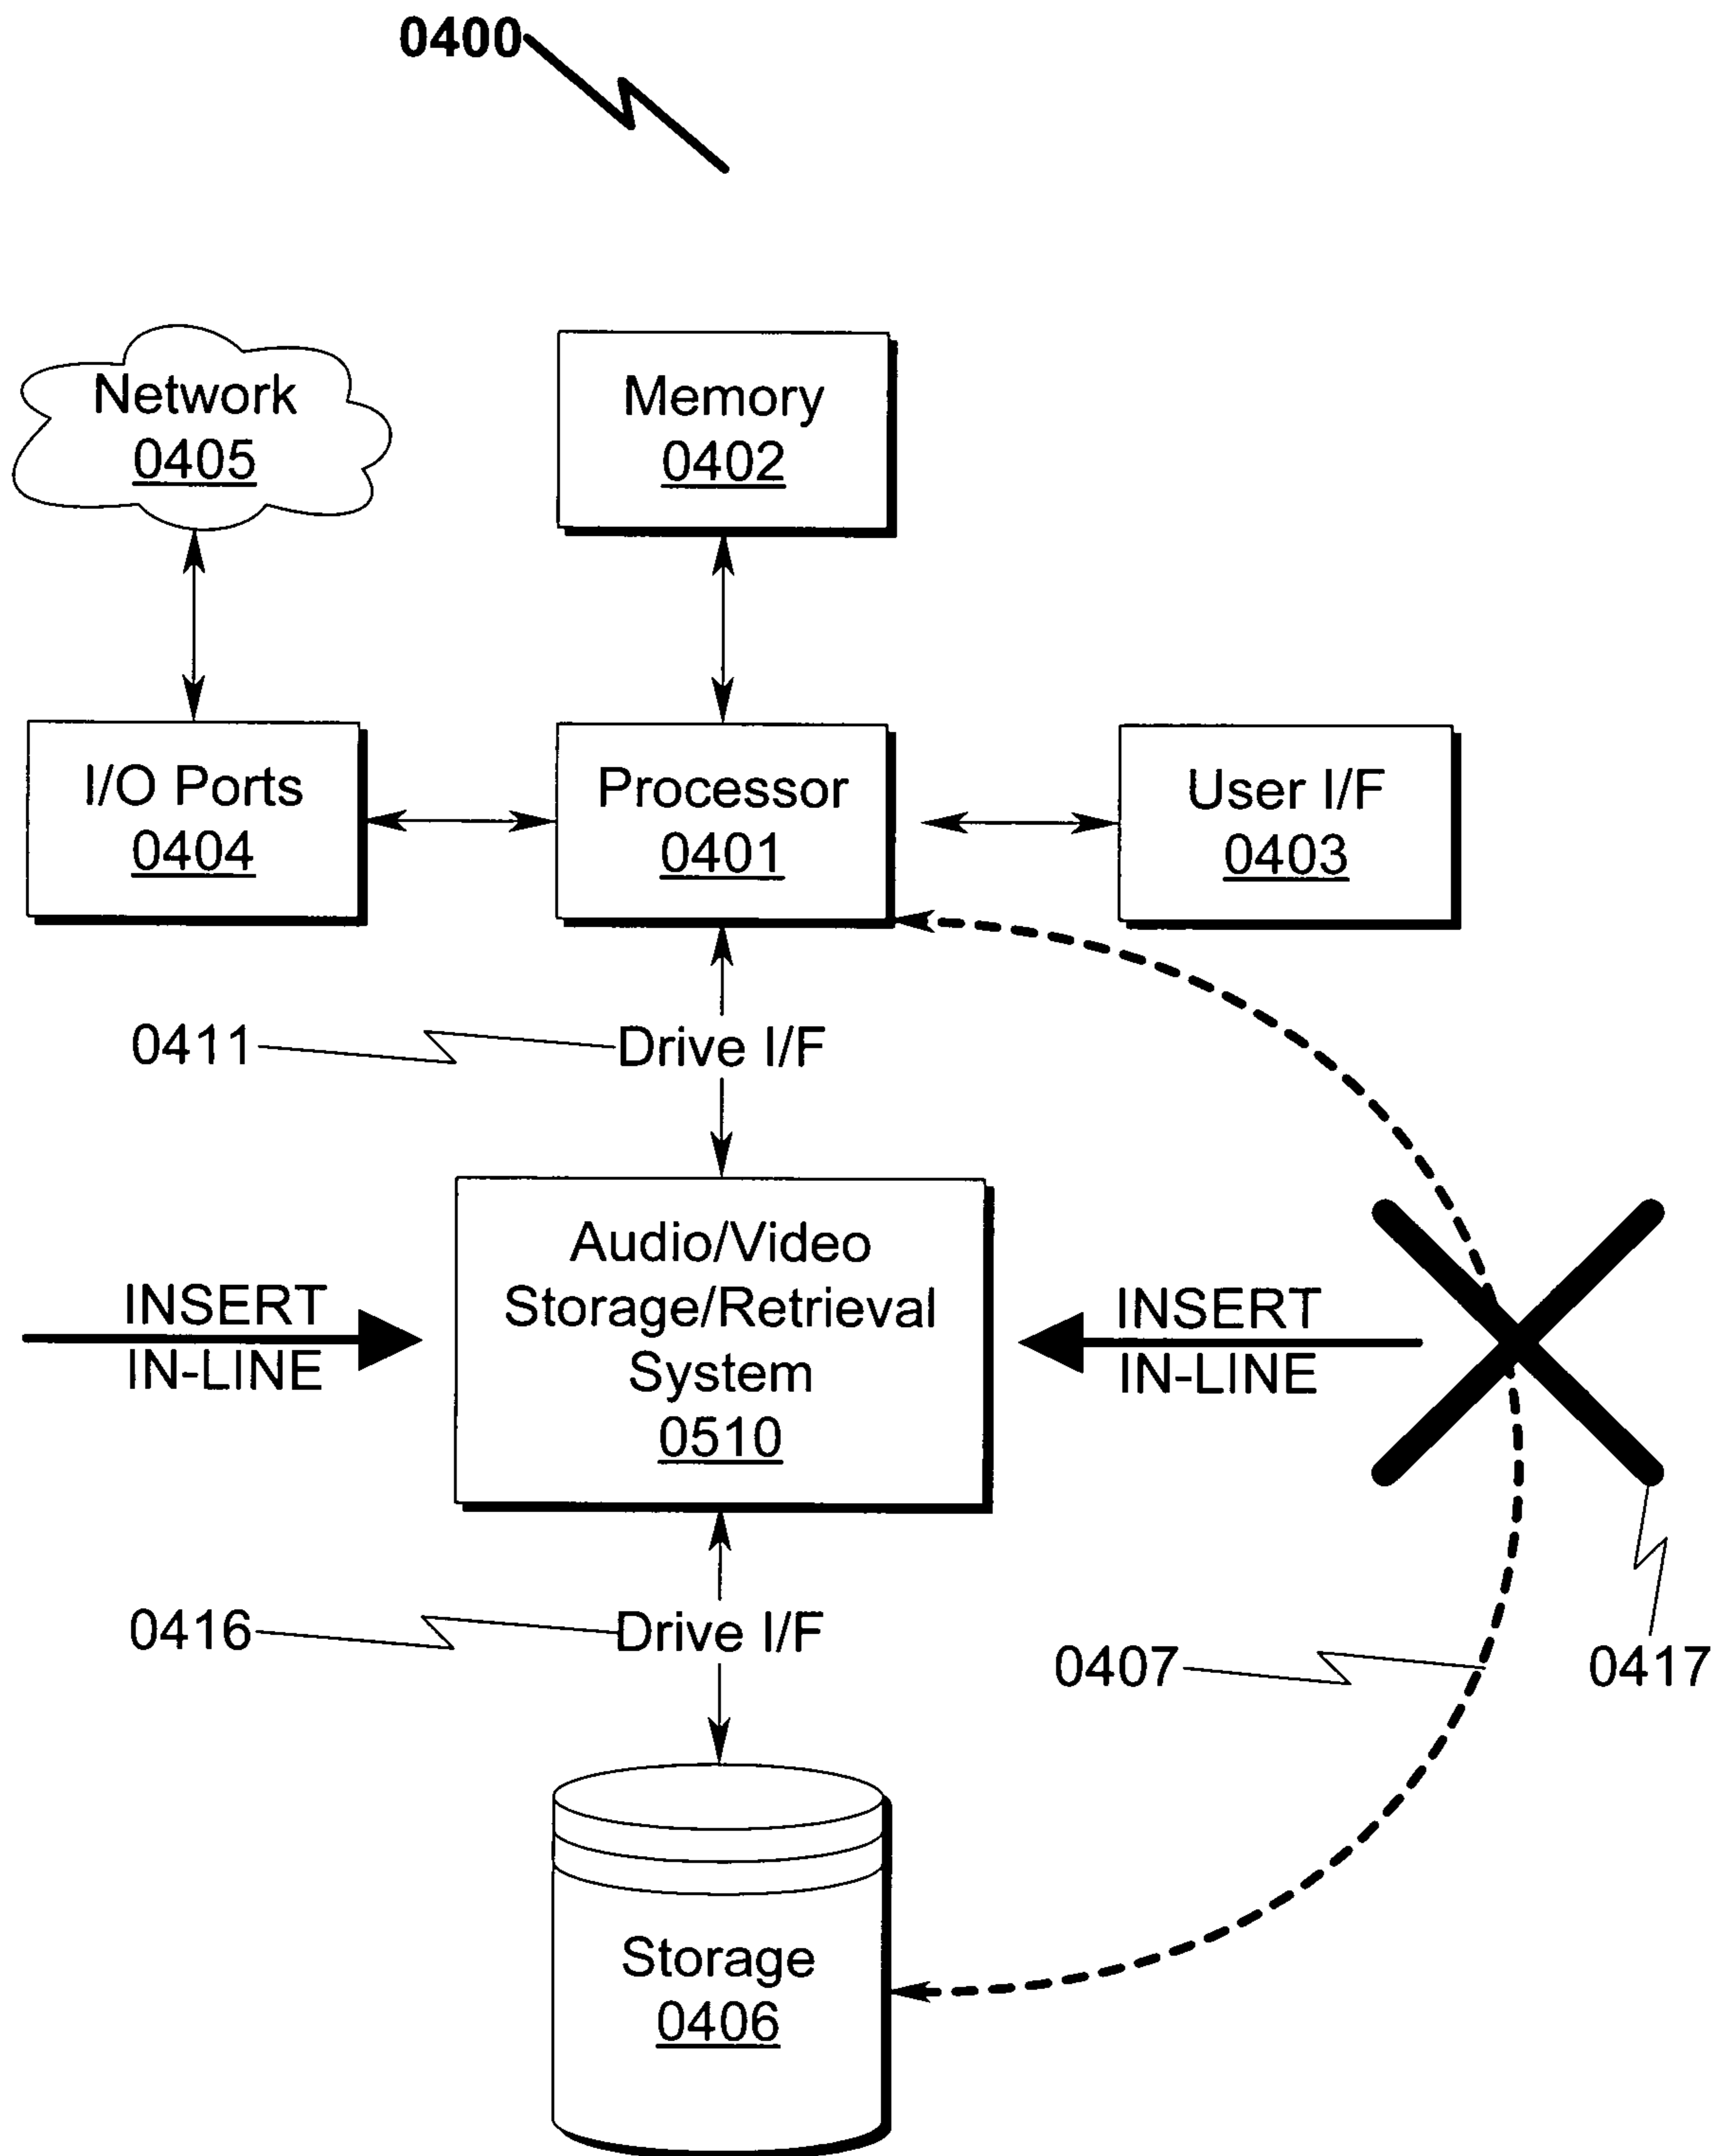 0400
Network
0405
Memory
0402
I/O Ports
0404
Processor
0401
User I/F
0403
0411
Drive I/F
Audio/Video
Storage/Retrieval
System
0510
INSERT
IN-LINE
INSERT
IN-LINE
0416
Drive I/F
0407
0417
Storage
0406